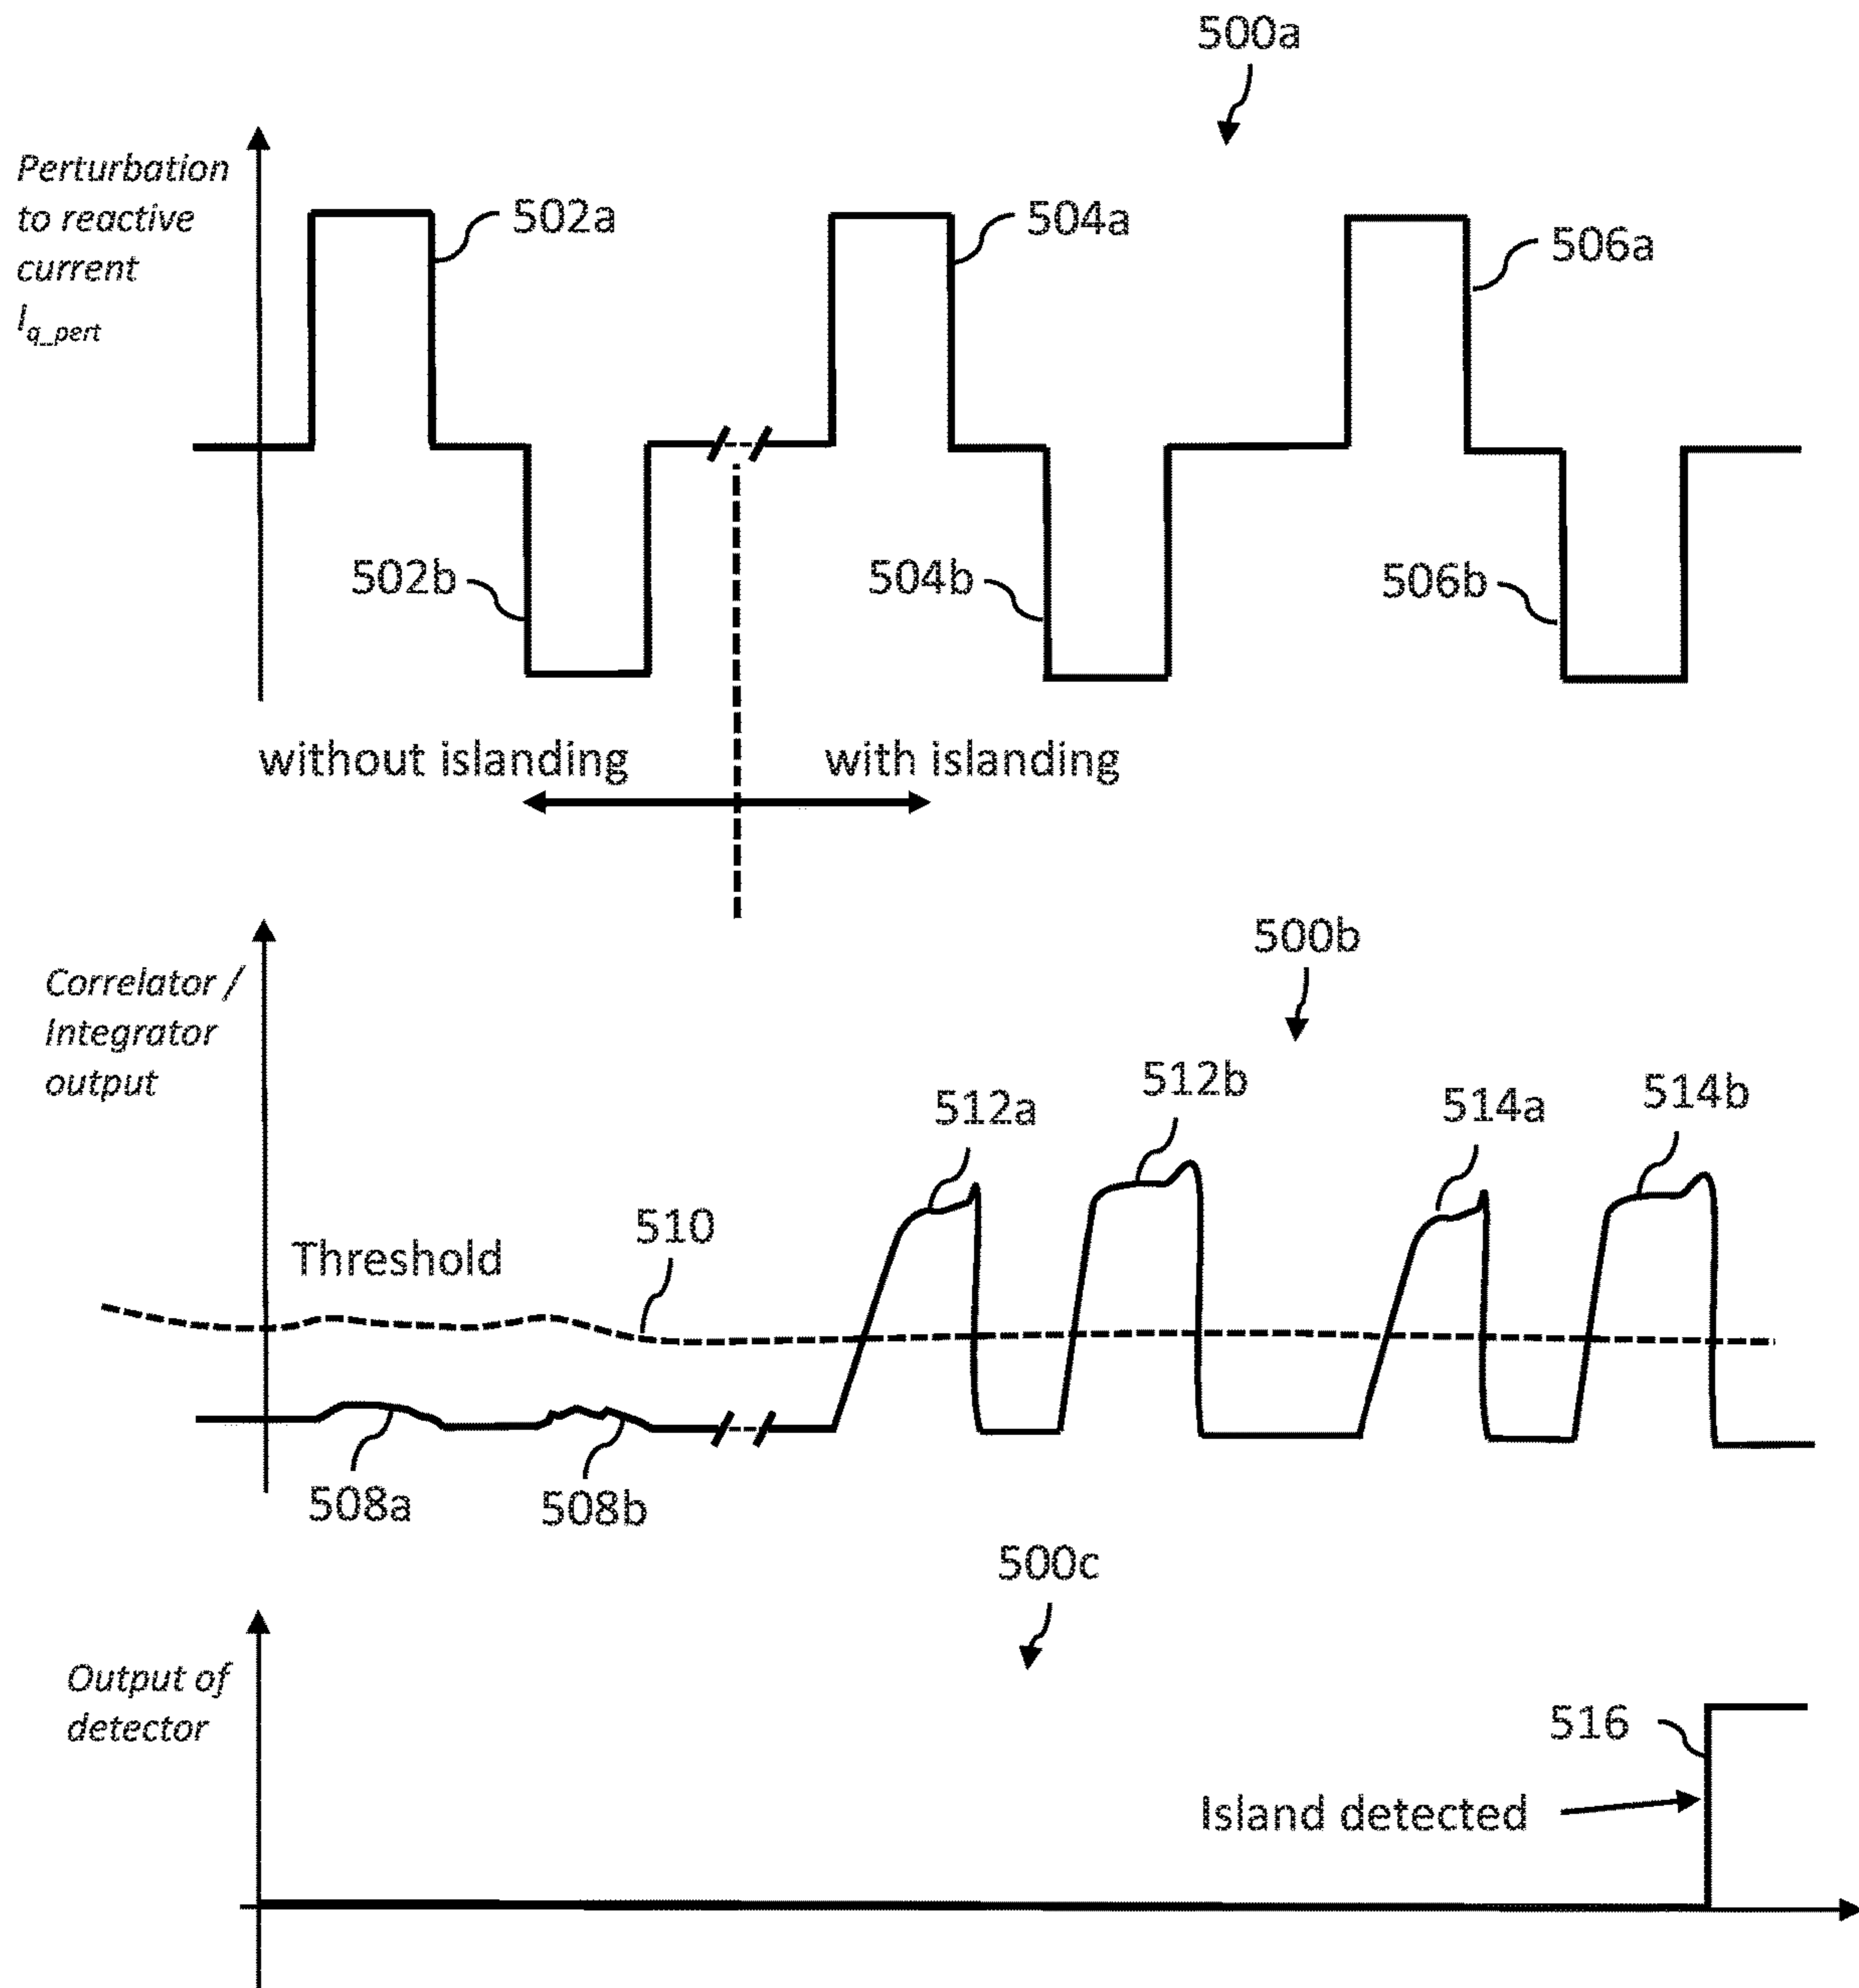 500a
Perturbation
to reactive
current
Iq_pert
502a
504a
506a
502b
504b
506b
without islanding
with islanding
500b
Correlator /
Integrator
output
512a
512b
514a
514b
510
Threshold
508a
508b
500c
Output of
detector
516
Island detected